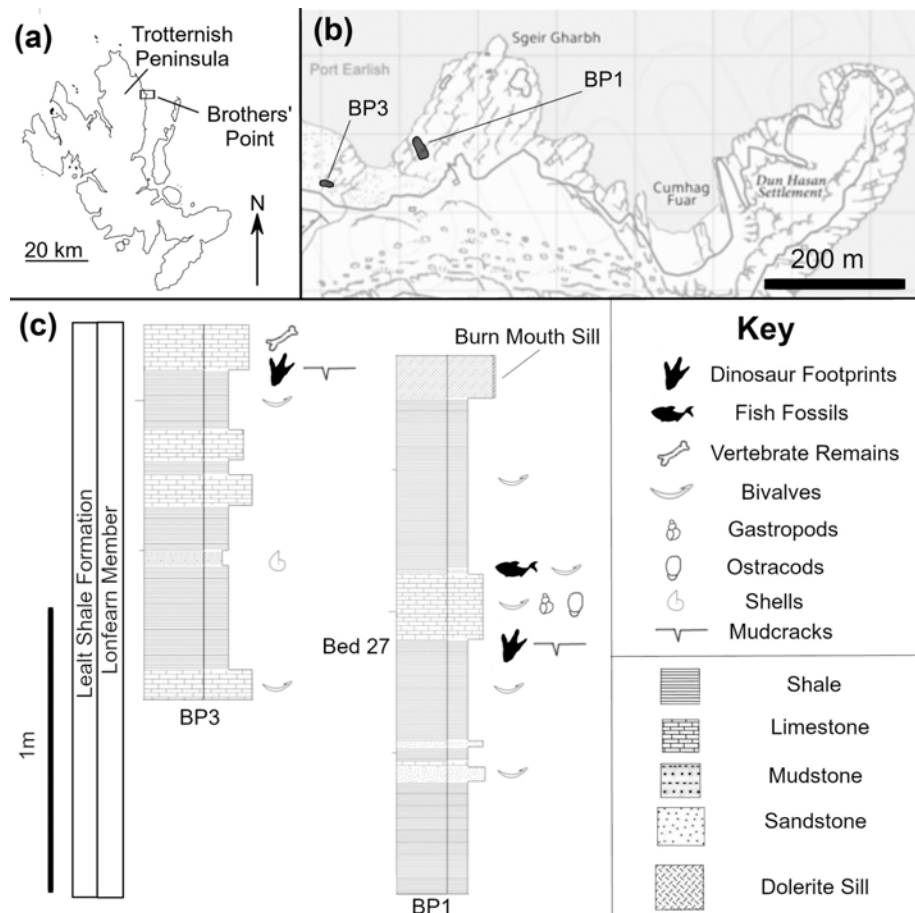 (a)
Trotternish
Peninsula
Brothers'
Point
N
20 km
(b)
Sgeir Gharbh
Port Earlish
BP1
BP3
Cumhag
Fuar
Dun Hasan
Settlement
200 m
(c)
Lealt Shale Formation
Lonfearn Member
1m
BP3
Burn Mouth Sill
Bed 27
BP1
Key
Dinosaur Footprints
Fish Fossils
Vertebrate Remains
Bivalves
Gastropods
Ostracods
Shells
Mudcracks
Shale
Limestone
Mudstone
Sandstone
Dolerite Sill